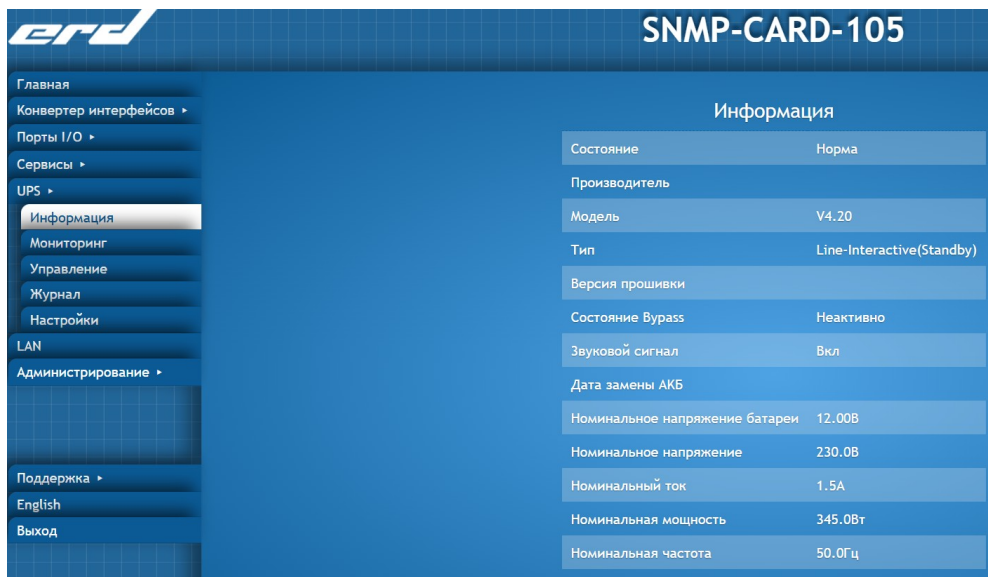 erd
SNMP-CARD-105
Главная
Конвертер интерфейсов ▸
Порты I/O ▸
Сервисы ▸
UPS ▸
Информация
Мониторинг
Управление
Журнал
Настройки
LAN
Администрирование ▸
Поддержка ▸
English
Выход
Информация
Состояние Норма
Производитель
Модель V4.20
Тип Line-Interactive(Standby)
Версия прошивки
Состояние Bypass Неактивно
Звуковой сигнал Вкл
Дата замены АКБ
Номинальное напряжение батареи 12.00В
Номинальное напряжение 230.0В
Номинальный ток 1.5А
Номинальная мощность 345.0Вт
Номинальная частота 50.0Гц